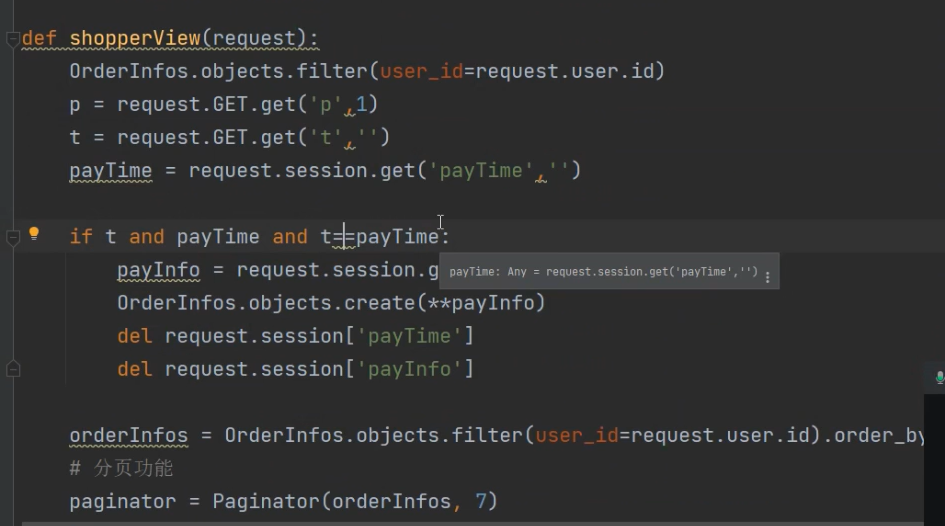 def shopperView(request):
    OrderInfos.objects.filter(user_id=request.user.id)
    p = request.GET.get('p',1)
    t = request.GET.get('t','')
    payTime = request.session.get('payTime','')
    if t and payTime and t==payTime:
        payInfo = request.session.g
payTime: Any = request.session.get('payTime','')
        OrderInfos.objects.create(**payInfo)
        del request.session['payTime']
        del request.session['payInfo']
    orderInfos = OrderInfos.objects.filter(user_id=request.user.id).order_by
    # 分页功能
    paginator = Paginator(orderInfos, 7)